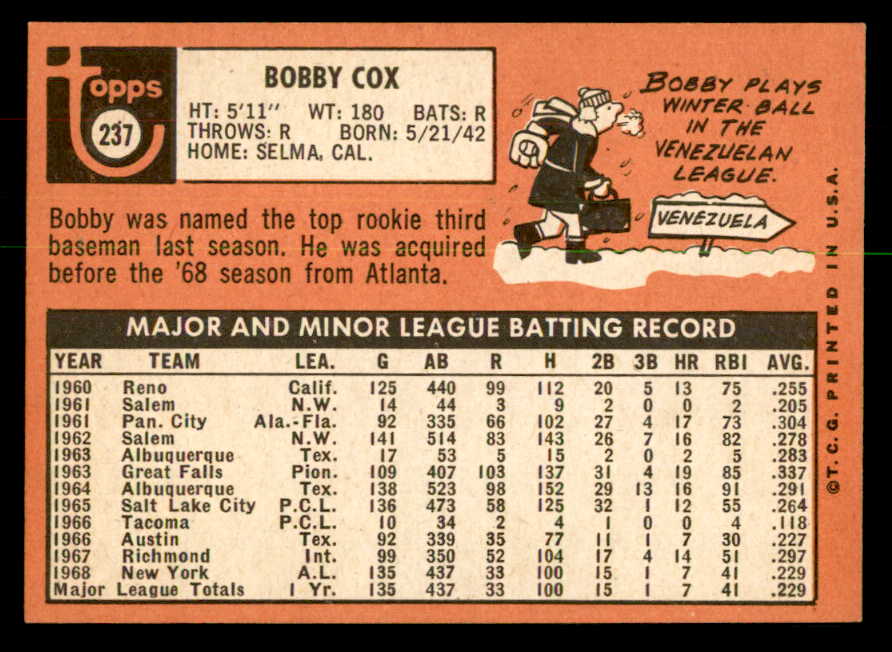 topps
237
BOBBY COX
HT: 5'11" WT: 180 BATS: R
THROWS: R BORN: 5/21/42
HOME: SELMA, CAL.
BOBBY PLAYS
WINTER BALL
IN THE
VENEZUELAN
LEAGUE.
VENEZUELA
Bobby was named the top rookie third
baseman last season. He was acquired
before the '68 season from Atlanta.
MAJOR AND MINOR LEAGUE BATTING RECORD
YEAR TEAM LEA. G AB R H 2B 3B HR RBI AVG.
1960 Reno Calif. 125 440 99 112 20 5 13 75 .255
1961 Salem N.W. 14 44 3 9 2 0 0 2 .205
1961 Pan. City Ala.-Fla. 92 335 66 102 27 4 17 73 .304
1962 Salem N.W. 141 514 83 143 26 7 16 82 .278
1963 Albuquerque Tex. 17 53 5 15 2 0 2 5 .283
1963 Great Falls Pion. 109 407 103 137 31 4 19 85 .337
1964 Albuquerque Tex. 138 523 98 152 29 13 16 91 .291
1965 Salt Lake City P.C.L. 136 473 58 125 32 1 12 55 .264
1966 Tacoma P.C.L. 10 34 2 4 1 0 0 4 .118
1966 Austin Tex. 92 339 35 77 11 1 7 30 .227
1967 Richmond Int. 99 350 52 104 17 4 14 51 .297
1968 New York A.L. 135 437 33 100 15 1 7 41 .229
Major League Totals 1 Yr. 135 437 33 100 15 1 7 41 .229
©T.C.G. PRINTED IN U.S.A.